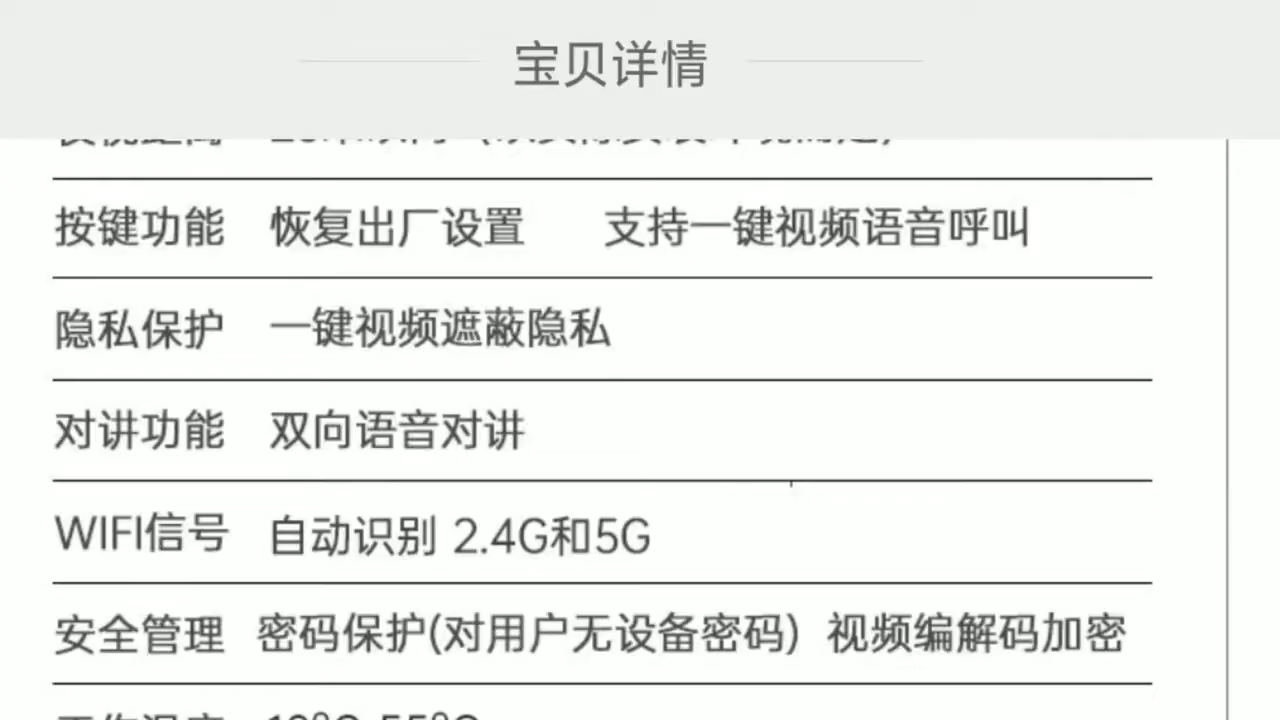 宝贝详情
按键功能 恢复出厂设置 支持一键视频语音呼叫
隐私保护 一键视频遮蔽隐私
对讲功能 双向语音对讲
WIFI信号 自动识别 2.4G和5G
安全管理 密码保护(对用户无设备密码) 视频编解码加密